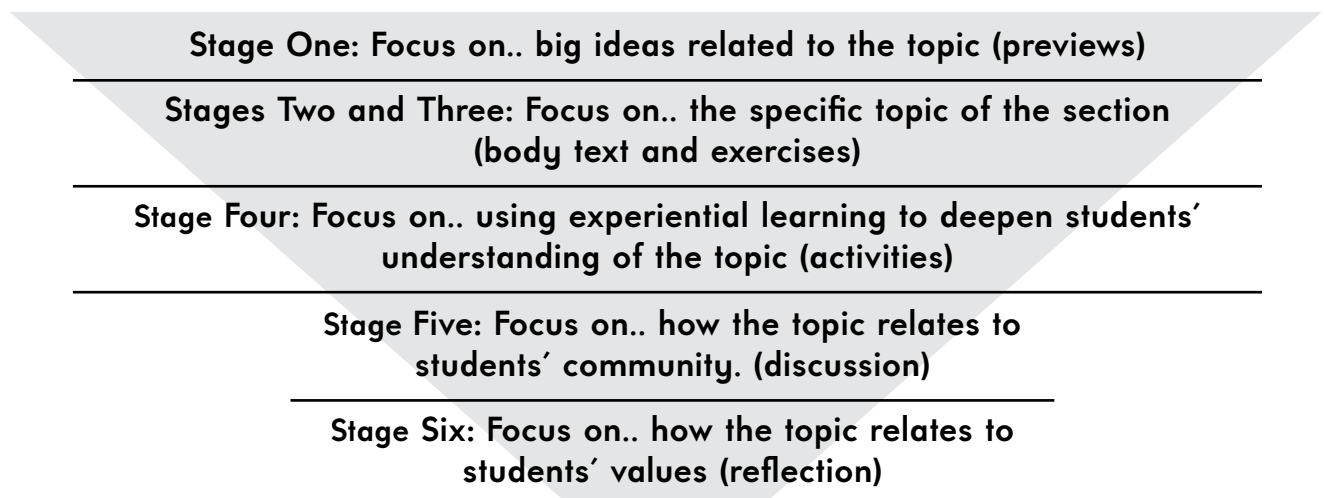 Stage One: Focus on.. big ideas related to the topic (previews)
Stages Two and Three: Focus on.. the specific topic of the section
(body text and exercises)
Stage Four: Focus on.. using experiential learning to deepen students´
understanding of the topic (activities)
Stage Five: Focus on.. how the topic relates to
students´ community. (discussion)
Stage Six: Focus on.. how the topic relates to
students´ values (reflection)